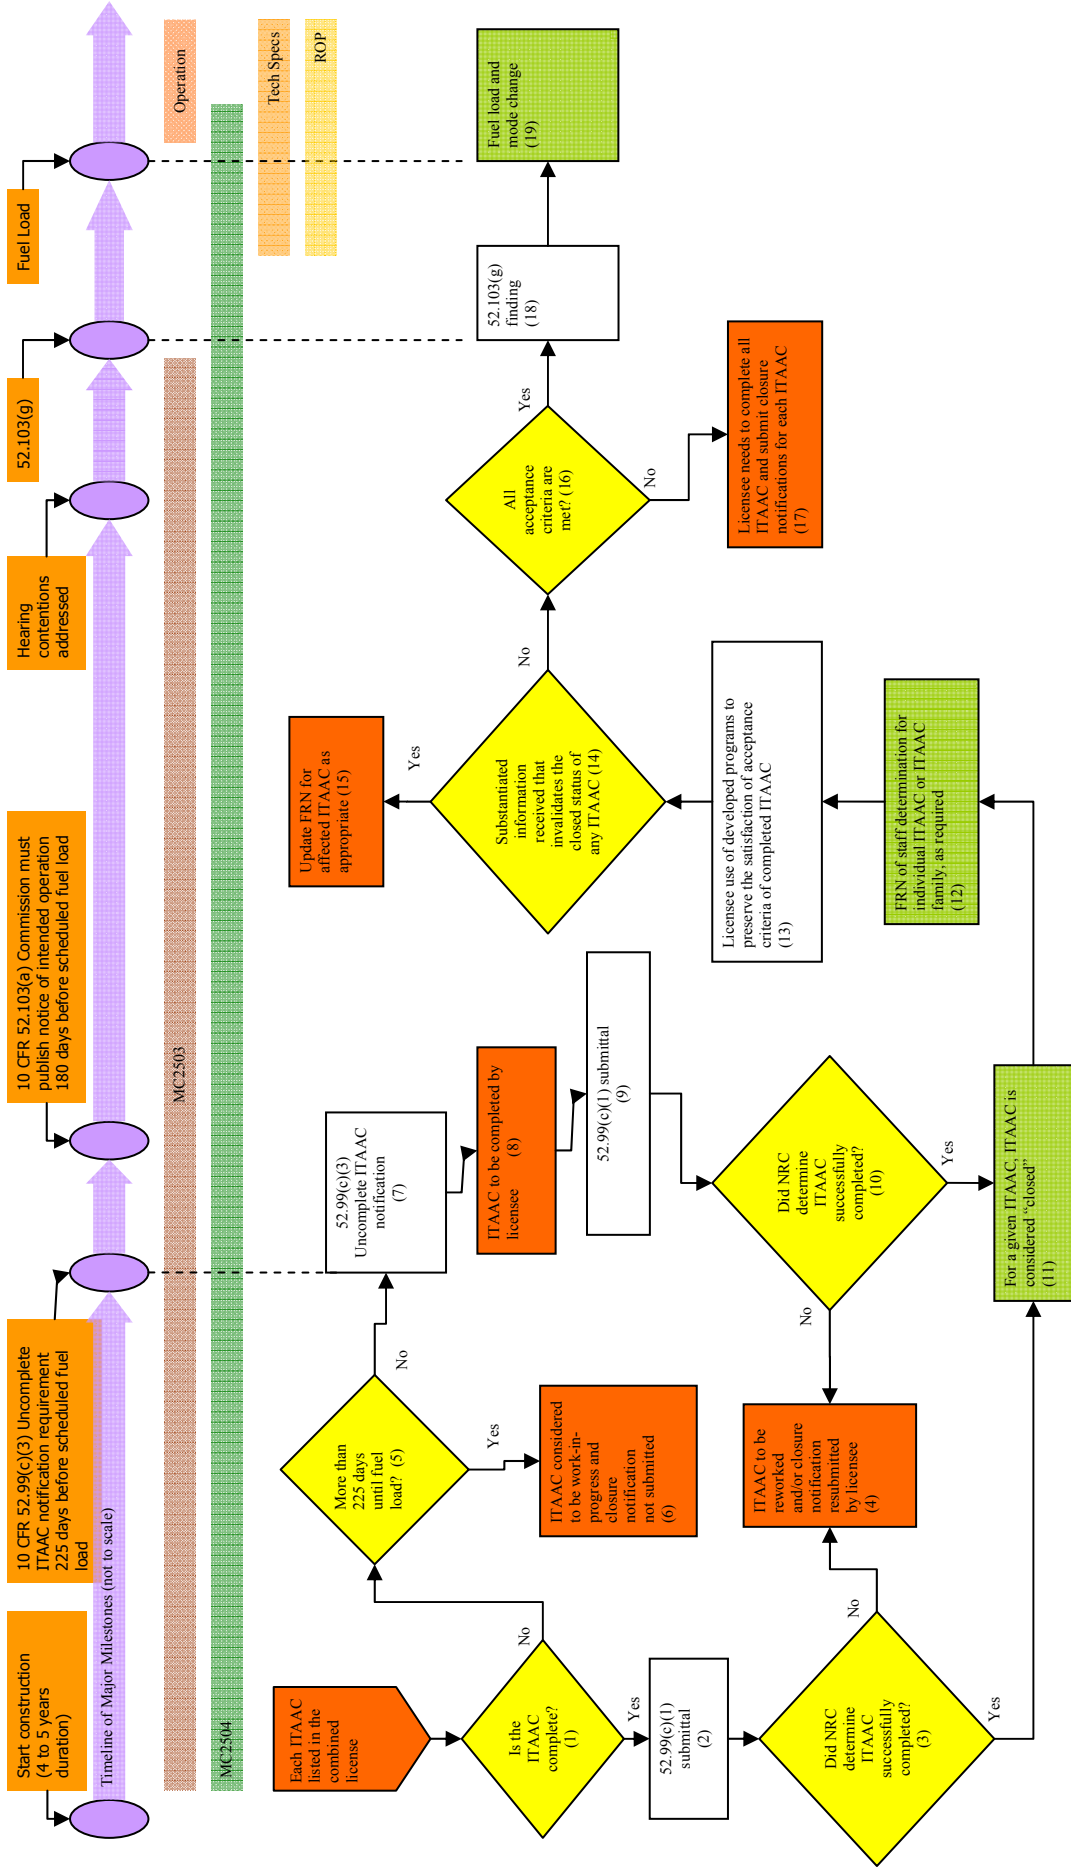 Start construction
(4 to 5 years
duration)
10 CFR 52.99(c)(3) Uncomplete
ITAAC notification requirement
225 days before scheduled fuel
load
10 CFR 52.103(a) Commission must
publish notice of intended operation
180 days before scheduled fuel load
Hearing
contentions
addressed
52.103(g)
Fuel Load
Timeline of Major Milestones (not to scale)
MC2503
Operation
MC2504
Tech Specs
ROP
Each ITAAC
listed in the
combined
license
Is the
ITAAC
complete?
(1)
No
Yes
52.99(c)(1)
submittal
(2)
Did NRC
determine
ITAAC
successfully
completed?
(3)
No
Yes
ITAAC to be
reworked
and/or closure
notification
resubmitted
by licensee
(4)
More than
225 days
until fuel
load? (5)
No
Yes
ITAAC considered
to be work-in-
progress and
closure
notification
not submitted
(6)
52.99(c)(3)
Uncomplete ITAAC
notification
(7)
ITAAC to be completed by
licensee
(8)
52.99(c)(1) submittal
(9)
Did NRC
determine
ITAAC
successfully
completed?
(10)
No
Yes
For a given ITAAC, ITAAC is
considered “closed”
(11)
FRN of staff determination for
individual ITAAC or ITAAC
family, as required
(12)
Licensee use of developed programs to
preserve the satisfaction of acceptance
criteria of completed ITAAC
(13)
Substantiated
information
received that
invalidates the
closed status of
any ITAAC (14)
Yes
No
Update FRN for
affected ITAAC as
appropriate (15)
All
acceptance
criteria are
met? (16)
Yes
No
Licensee needs to complete all
ITAAC and submit closure
notifications for each ITAAC
(17)
52.103(g)
finding
(18)
Fuel load and
mode change
(19)